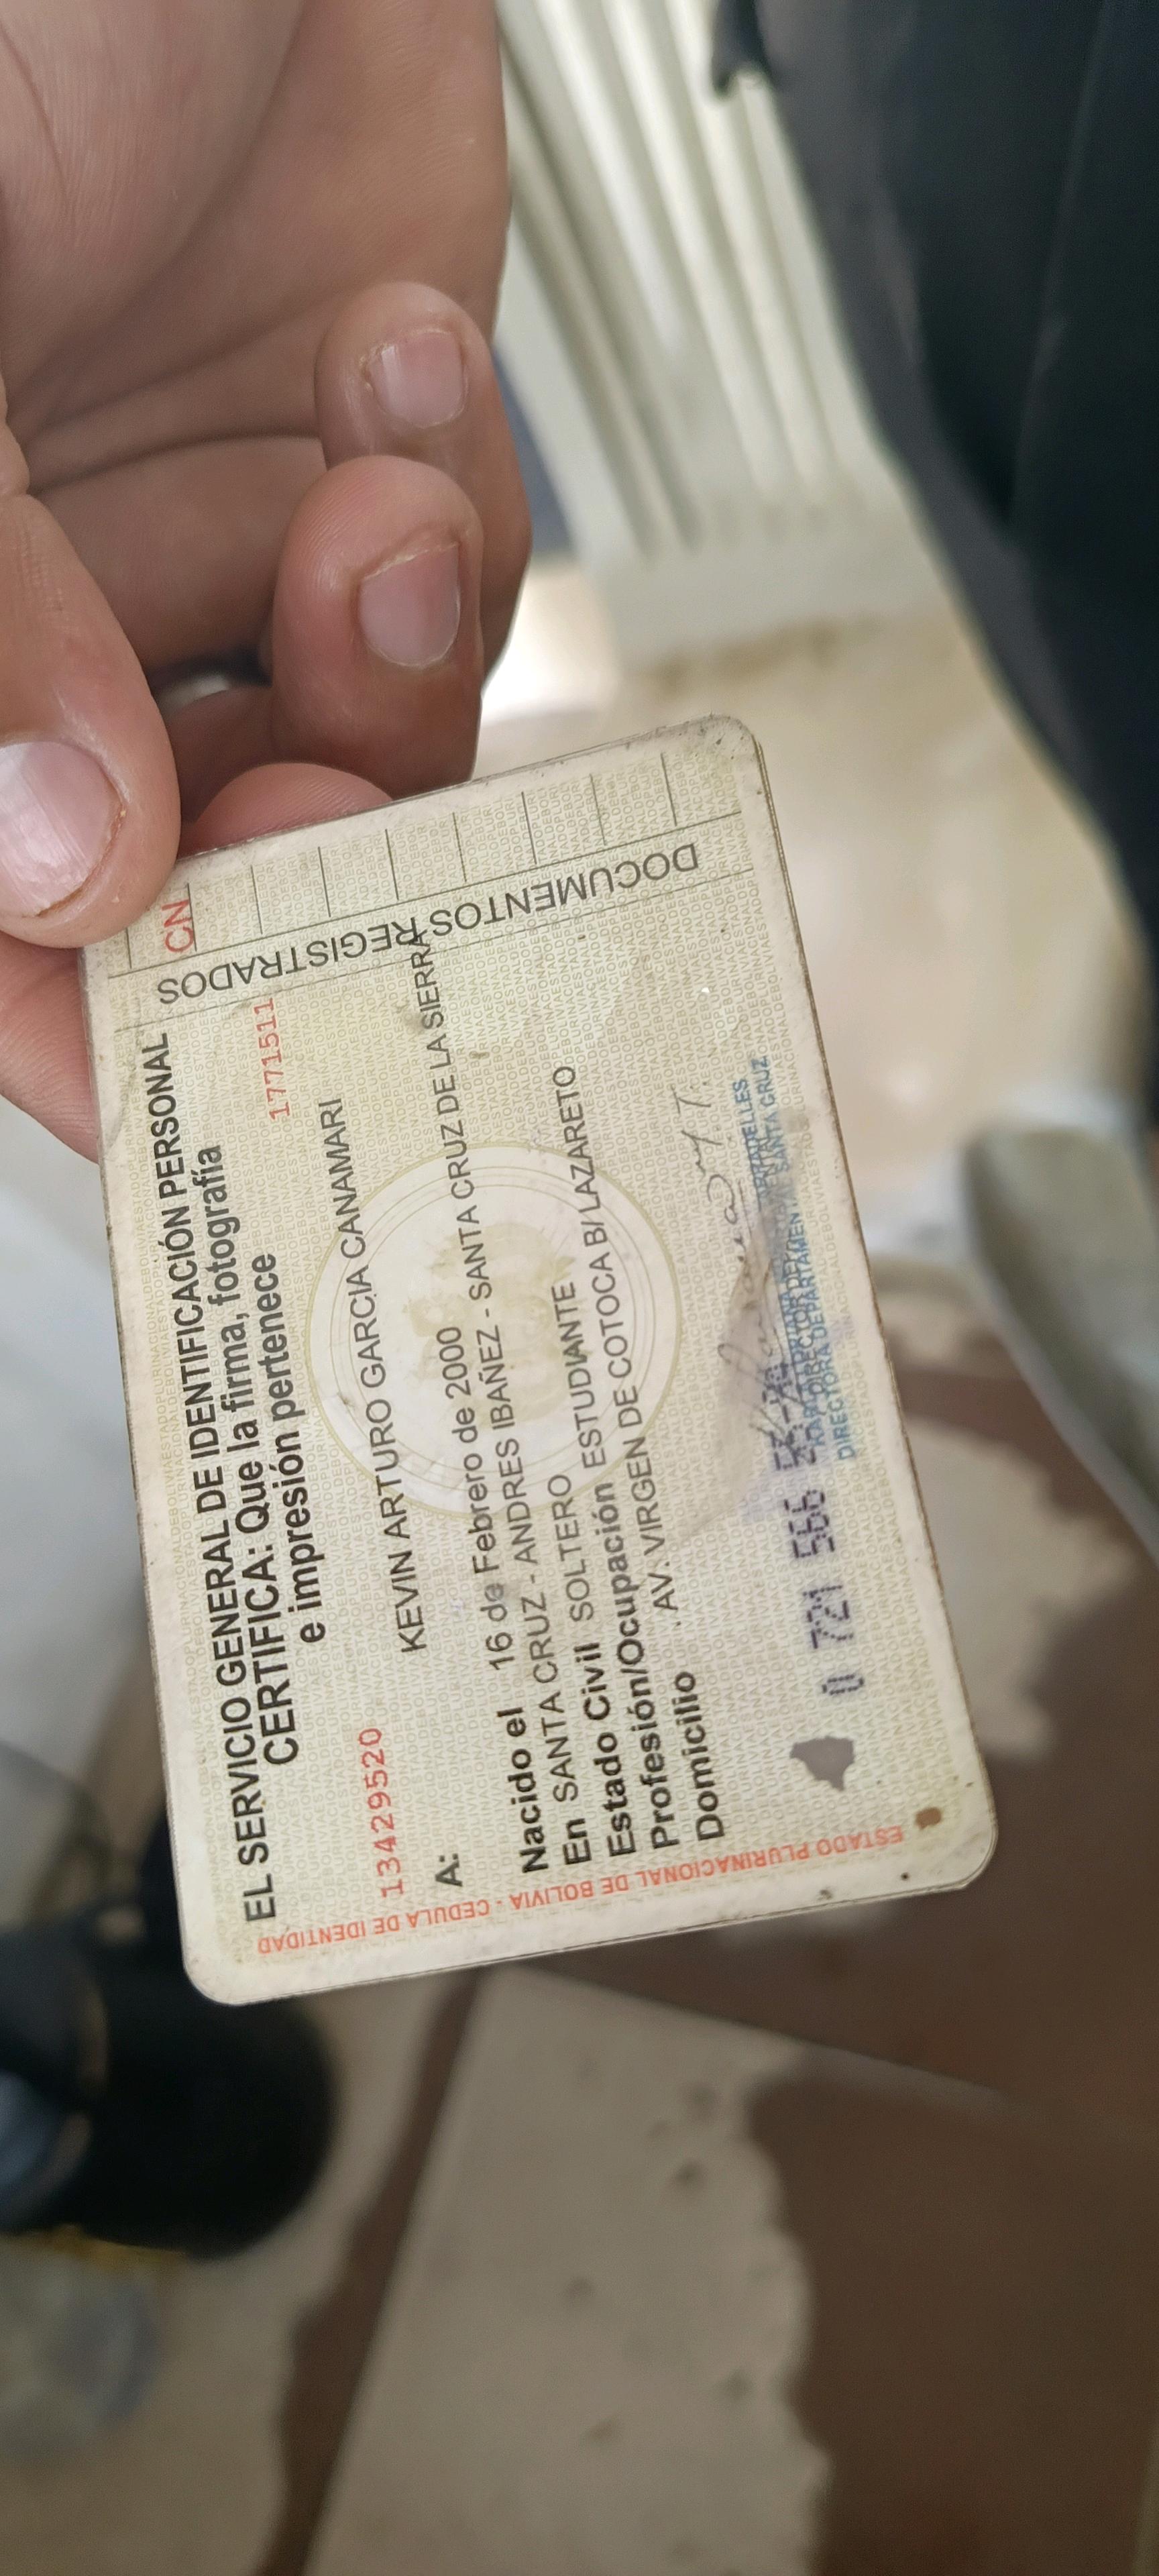 EL SERVICIO GENERAL DE IDENTIFICACIÓN PERSONAL
CERTIFICA: Que la firma, fotografía
e impresión pertenece
1771511
13429520
KEVIN ARTURO GARCIA CANAMARI
A:
Nacido el 16 de Febrero de 2000
En SANTA CRUZ - ANDRES IBAÑEZ - SANTA CRUZ DE LA SIERRA
Estado Civil SOLTERO
Profesión/Ocupación ESTUDIANTE
Domicilio . AV. VIRGEN DE COTOCA B/ LAZARETO
0 721 566
DIRECTORA DEPARTAMENTAL SANTA CRUZ
ESTADO PLURINACIONAL DE BOLIVIA - CEDULA DE IDENTIDAD
DOCUMENTOS REGISTRADOS
CN